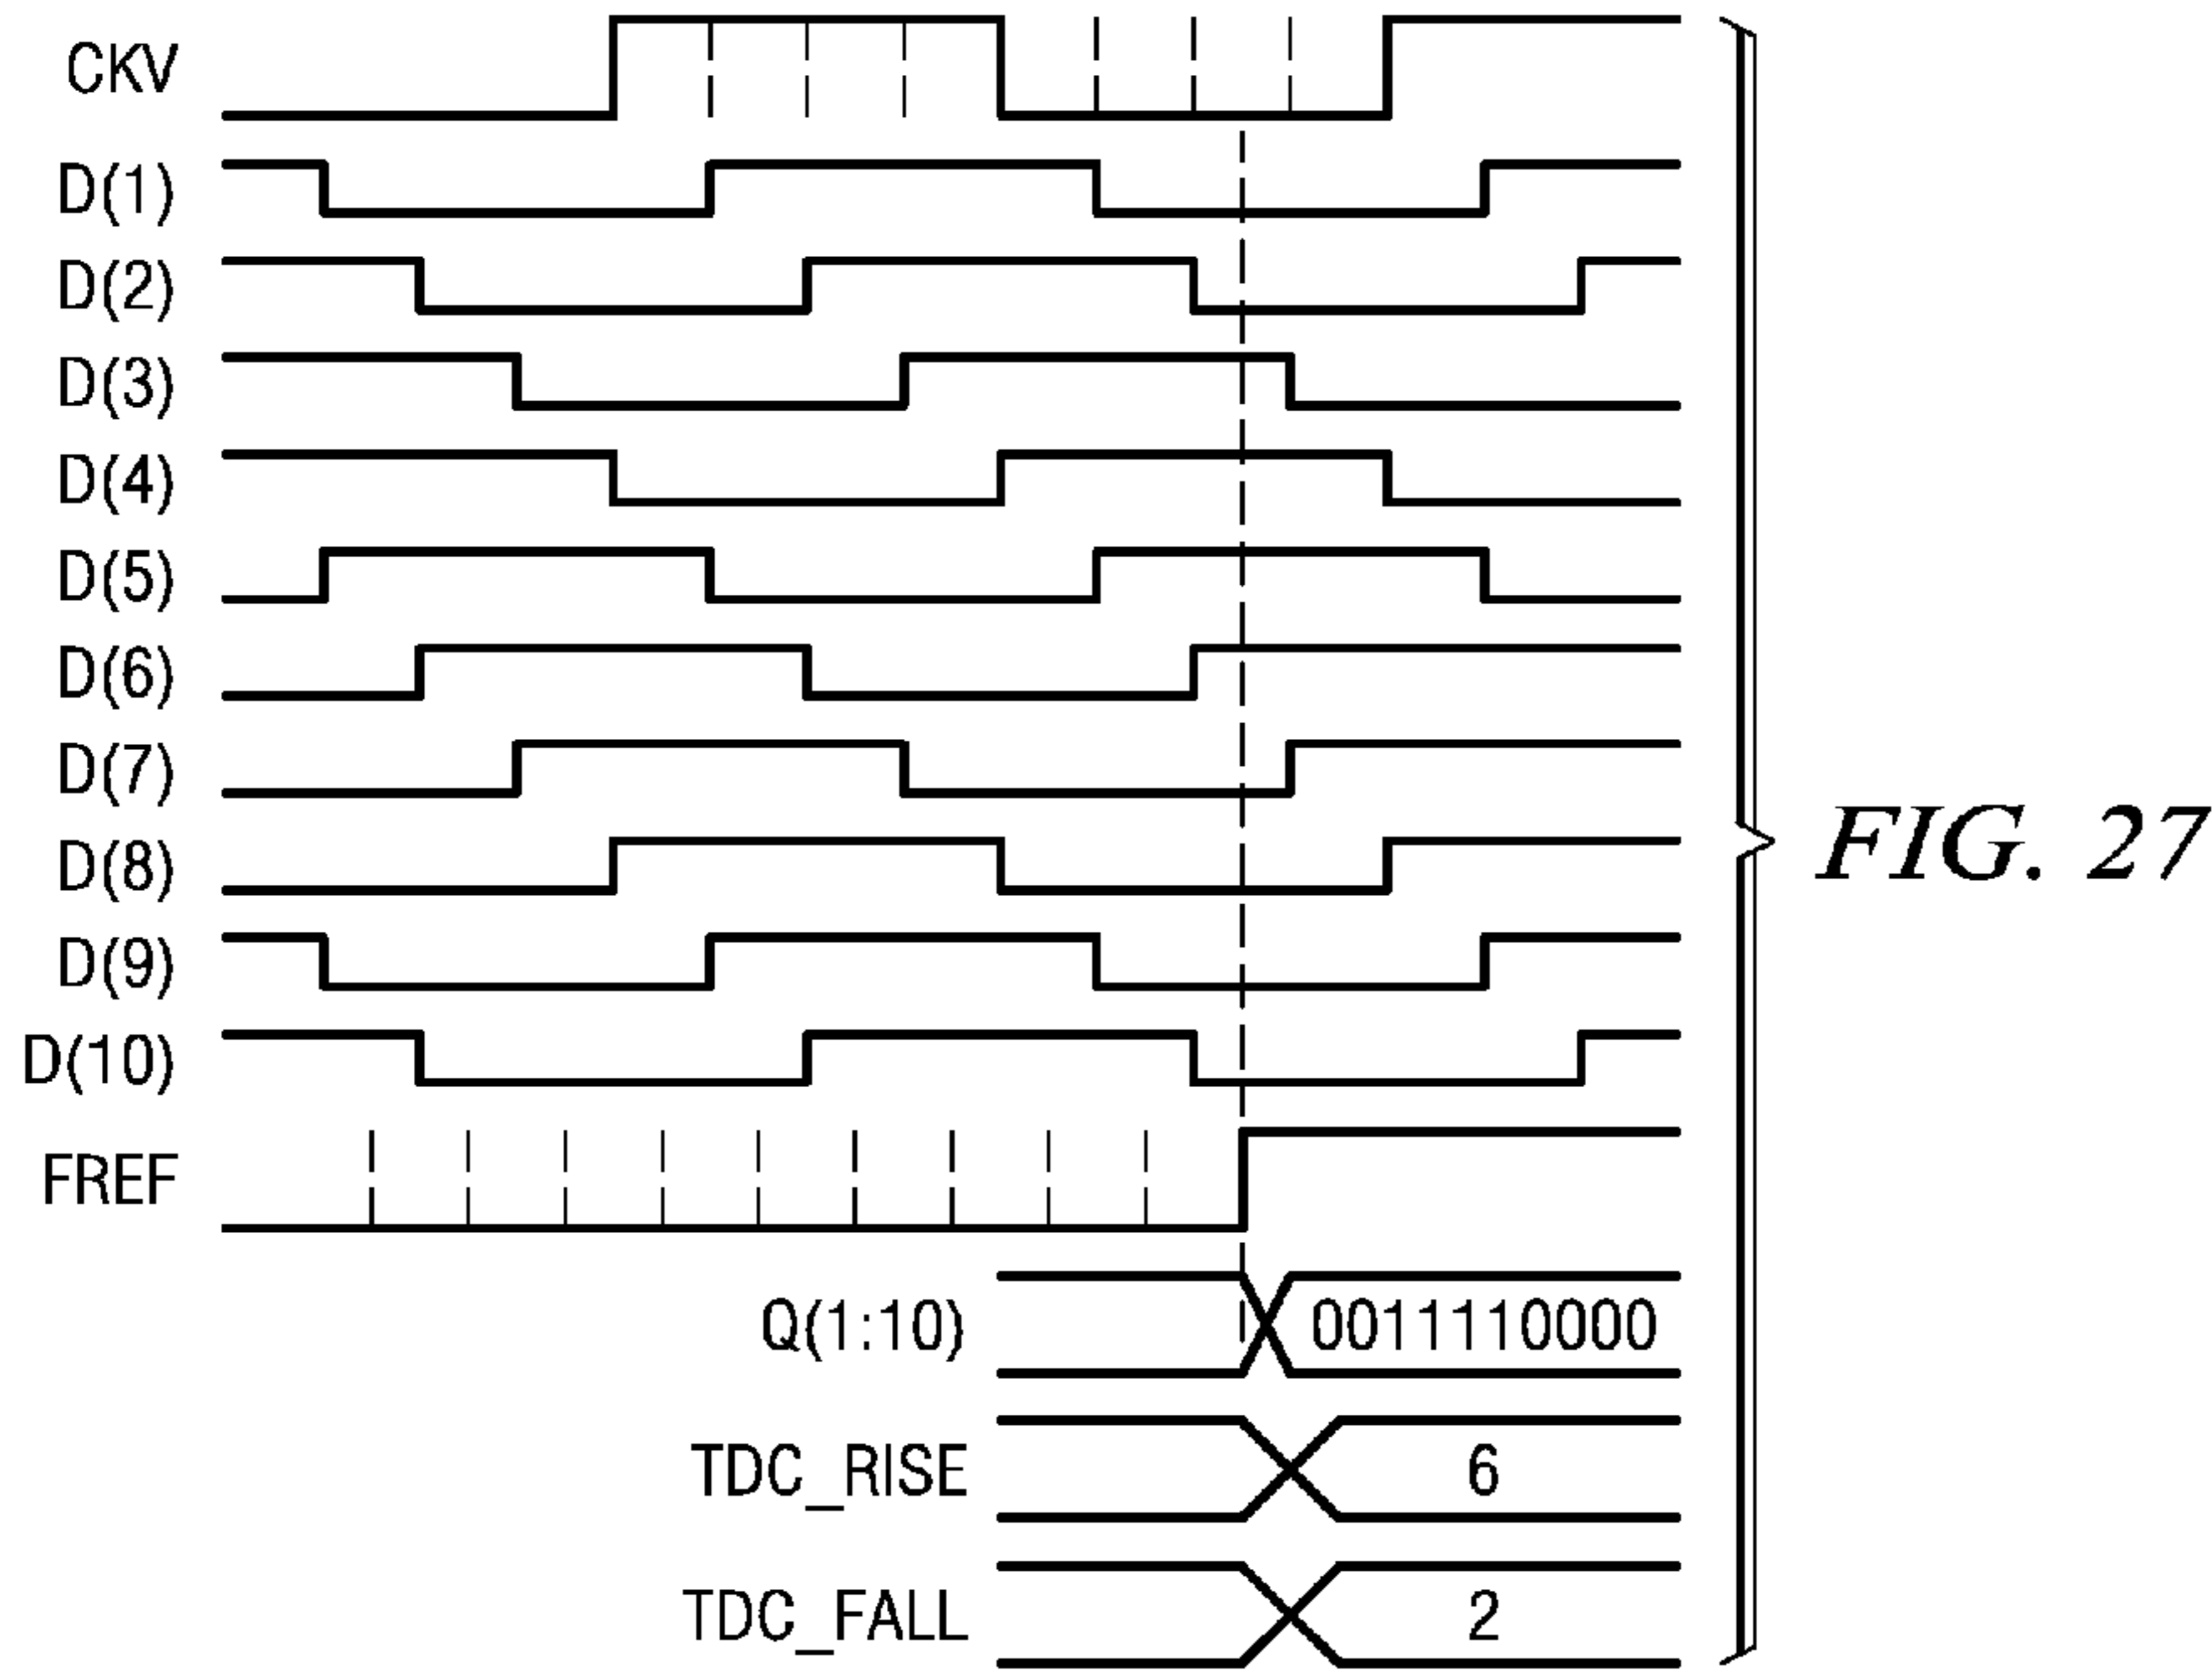 CKV
D(1)
D(2)
D(3)
D(4)
D(5)
D(6)
D(7)
D(8)
D(9)
D(10)
FREF
Q(1:10) 0011110000
TDC_RISE 6
TDC_FALL 2
FIG. 27